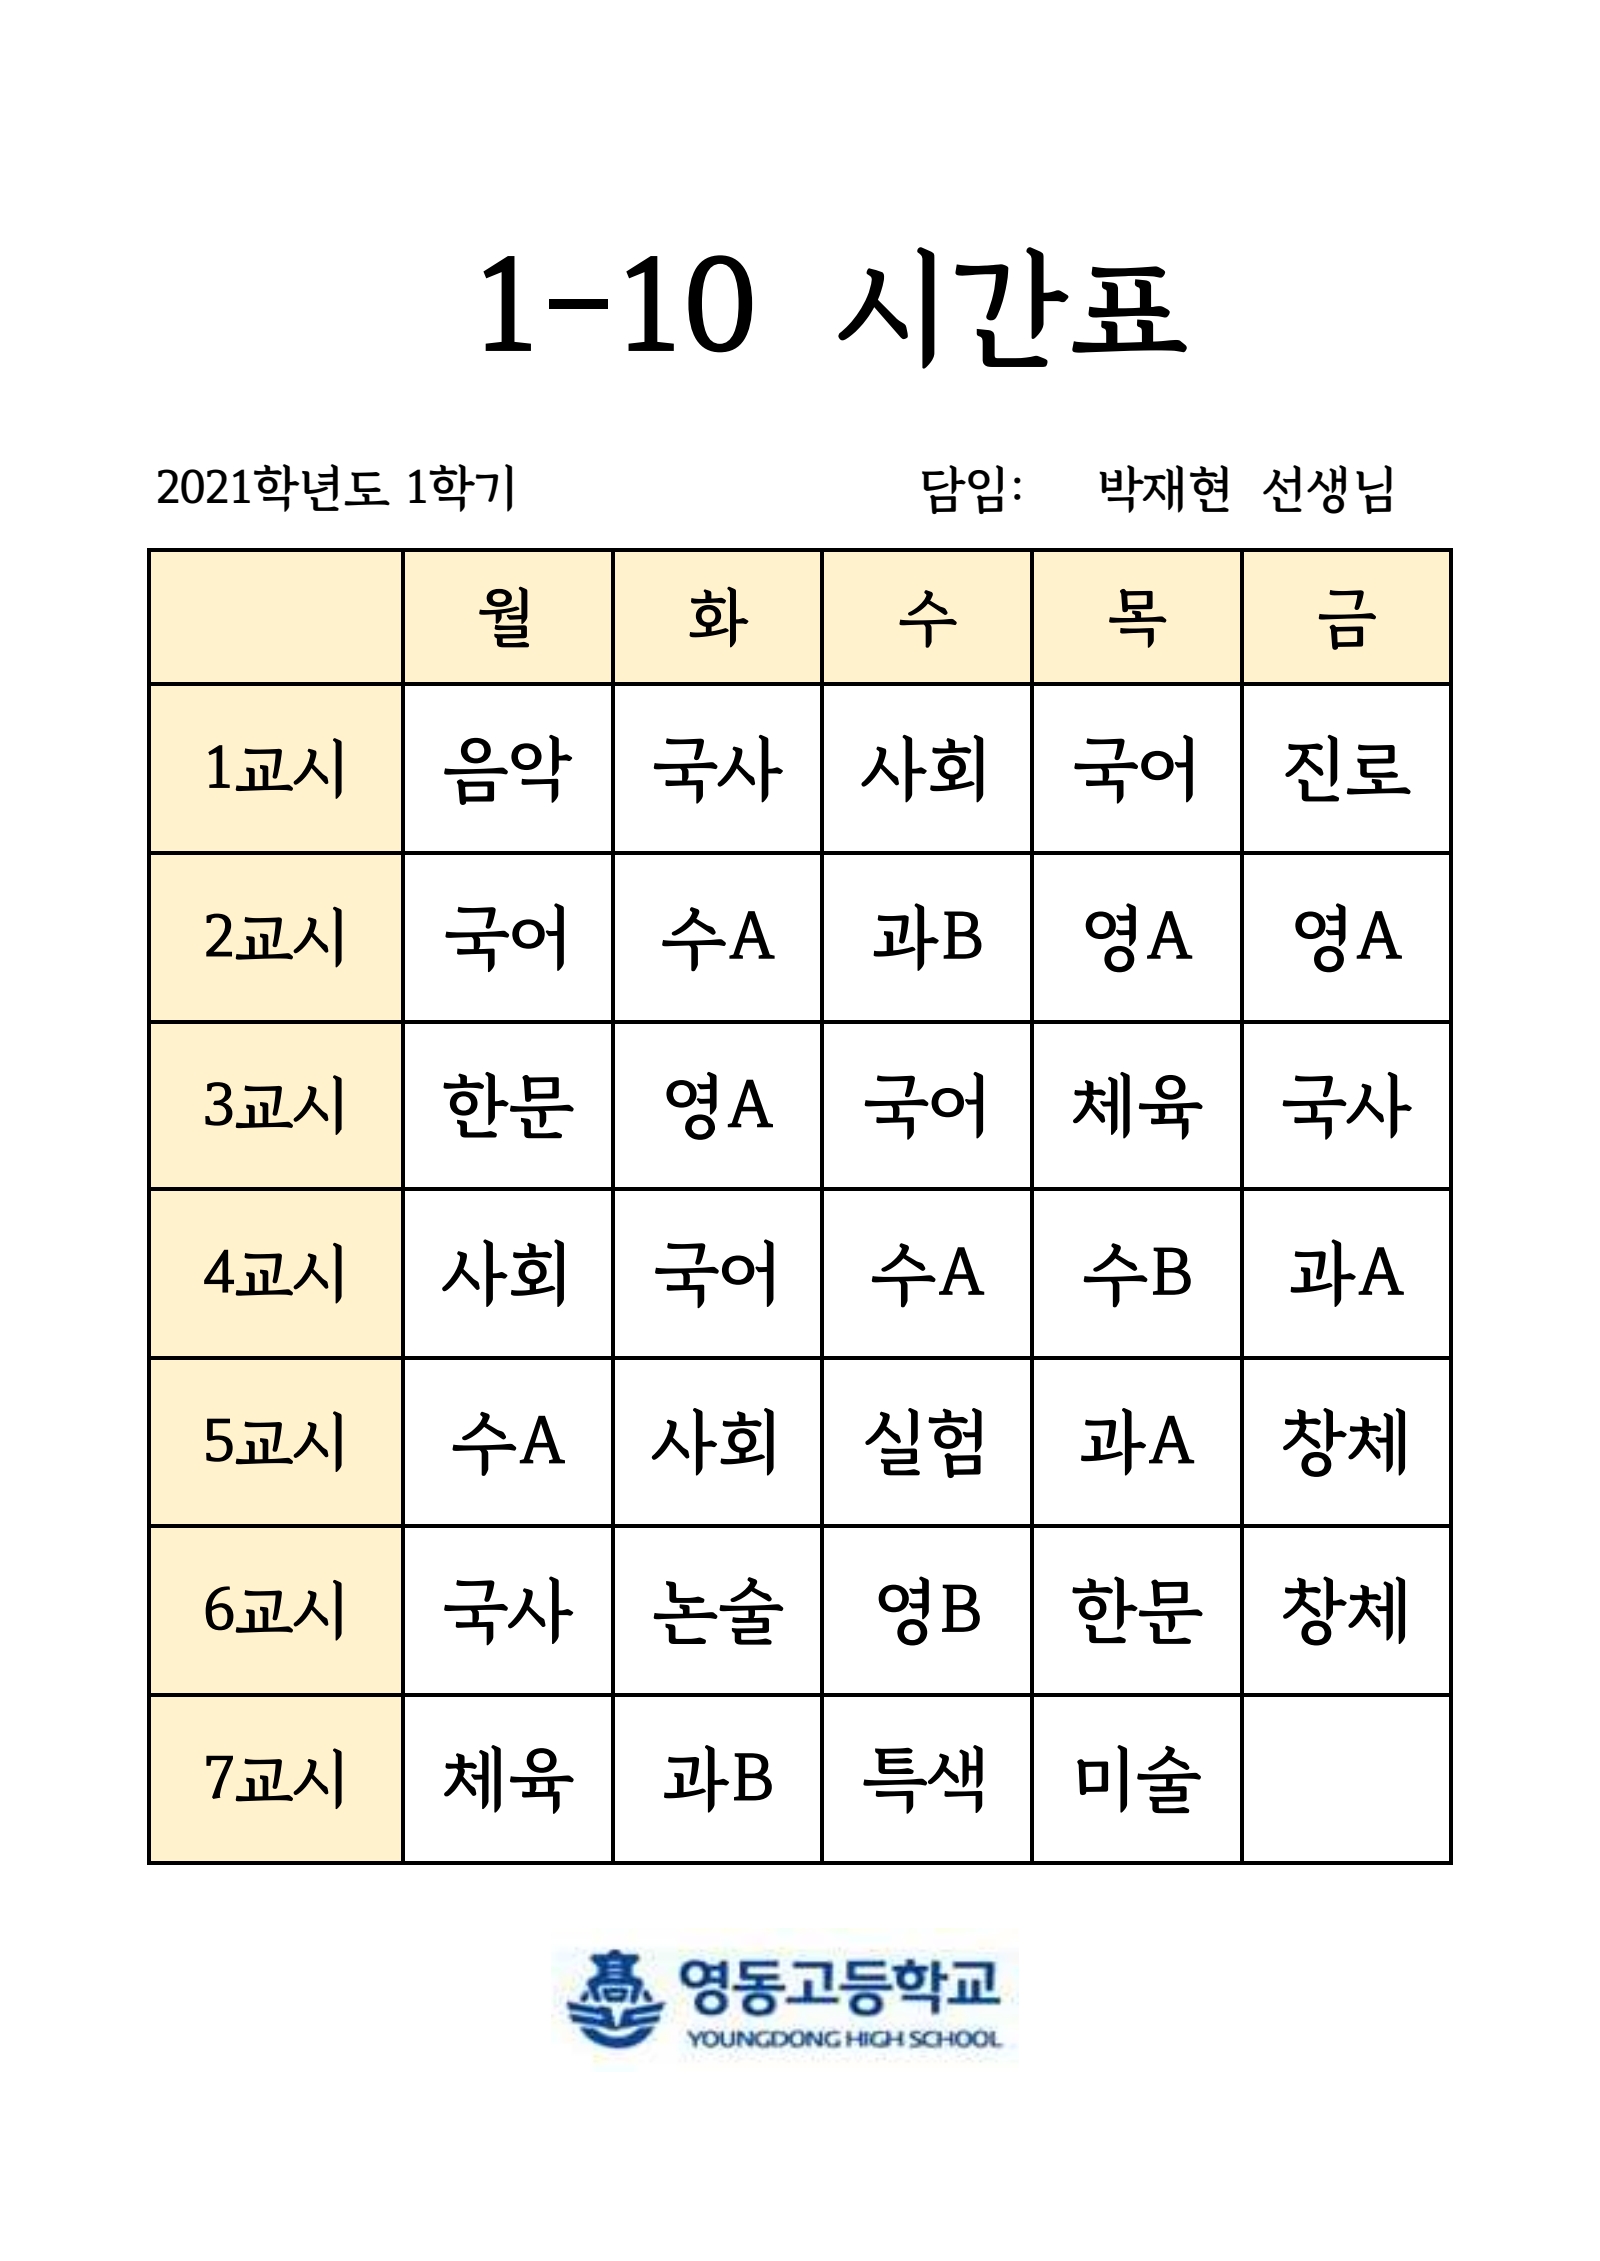 1-10 시간표
2021학년도 1학기 담임: 박재현 선생님
월 화 수 목 금
1교시 음악 국사 사회 국어 진로
2교시 국어 수A 과B 영A 영A
3교시 한문 영A 국어 체육 국사
4교시 사회 국어 수A 수B 과A
5교시 수A 사회 실험 과A 창체
6교시 국사 논술 영B 한문 창체
7교시 체육 과B 특색 미술
高
영동고등학교
YOUNGDONG HIGH SCHOOL